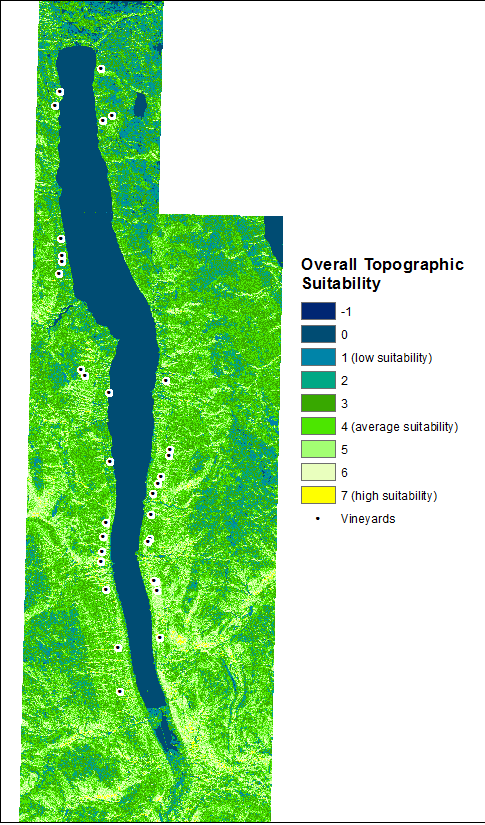 Overall Topographic
Suitability
-1
0
1 (low suitability)
2
3
4 (average suitability)
5
6
7 (high suitability)
Vineyards